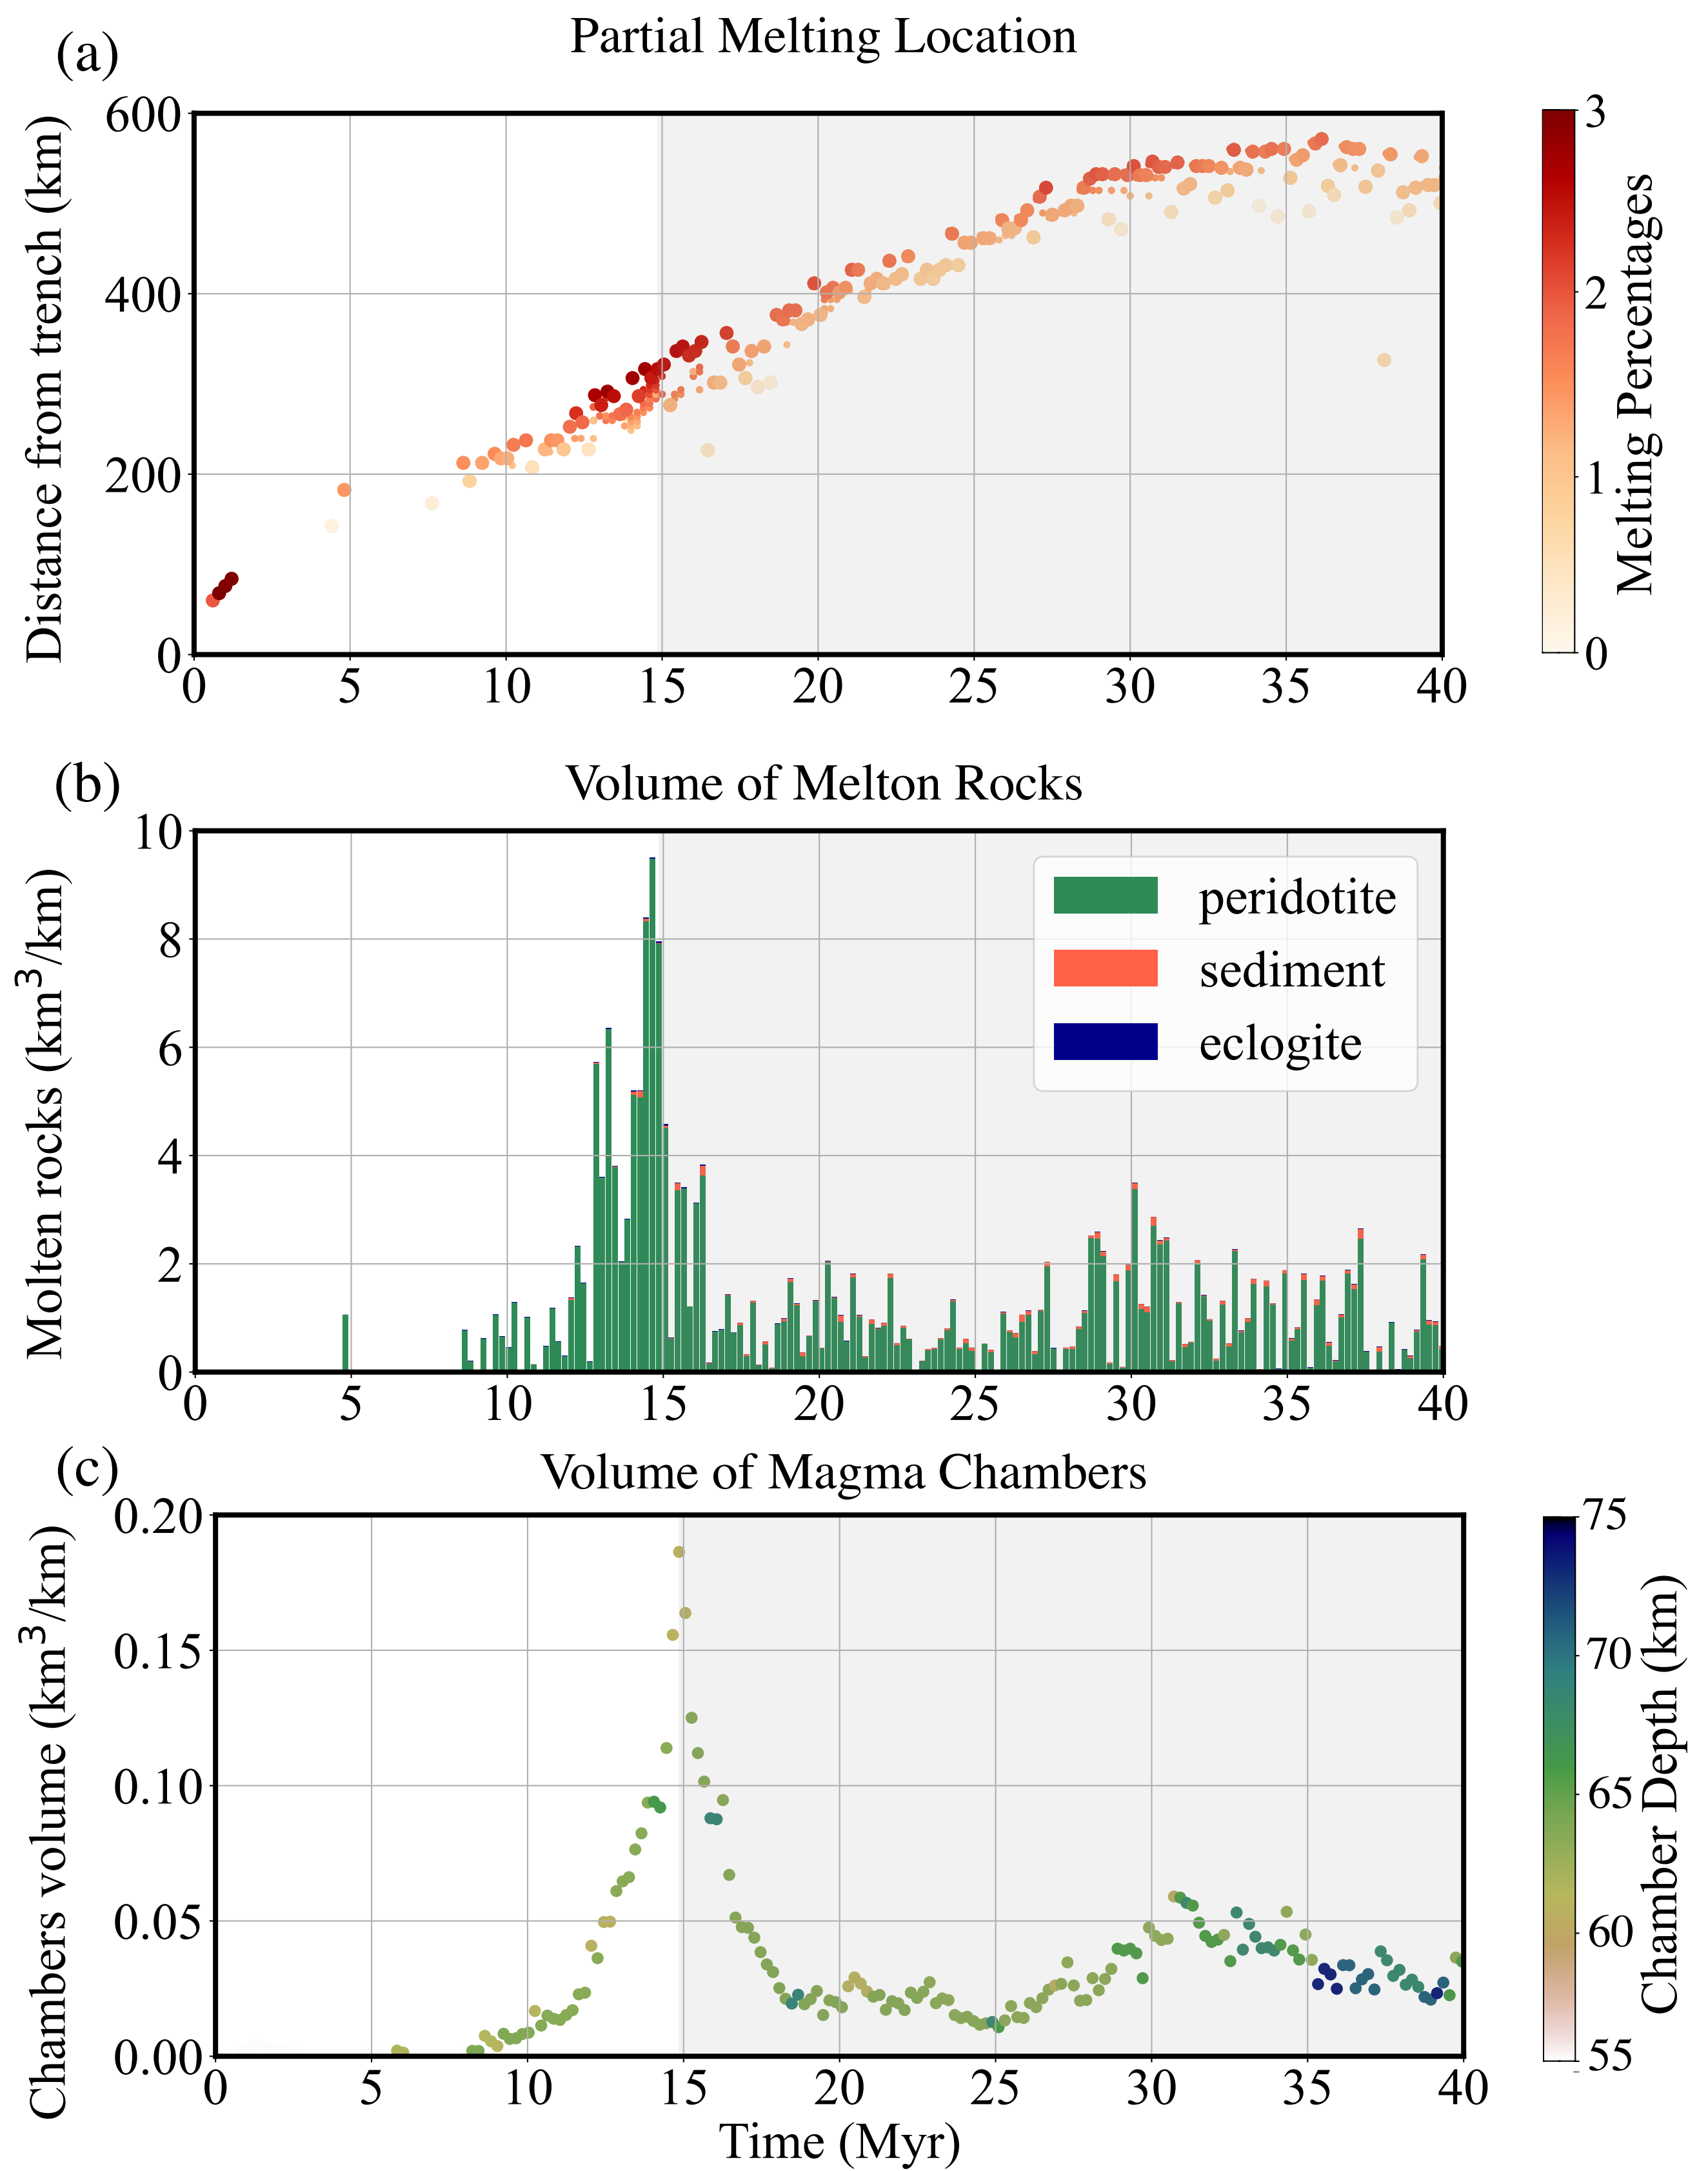 (a)
Partial Melting Location
Distance from trench (km)
600
400
200
0
0 5 10 15 20 25 30 35 40
3
2
1
0
Melting Percentages
(b)
Volume of Melton Rocks
Molten rocks (km³/km)
10
8
6
4
2
0
peridotite
sediment
eclogite
0 5 10 15 20 25 30 35 40
(c)
Volume of Magma Chambers
Chambers volume (km³/km)
0.20
0.15
0.10
0.05
0.00
0 5 10 15 20 25 30 35 40
Time (Myr)
75
70
65
60
55
Chamber Depth (km)